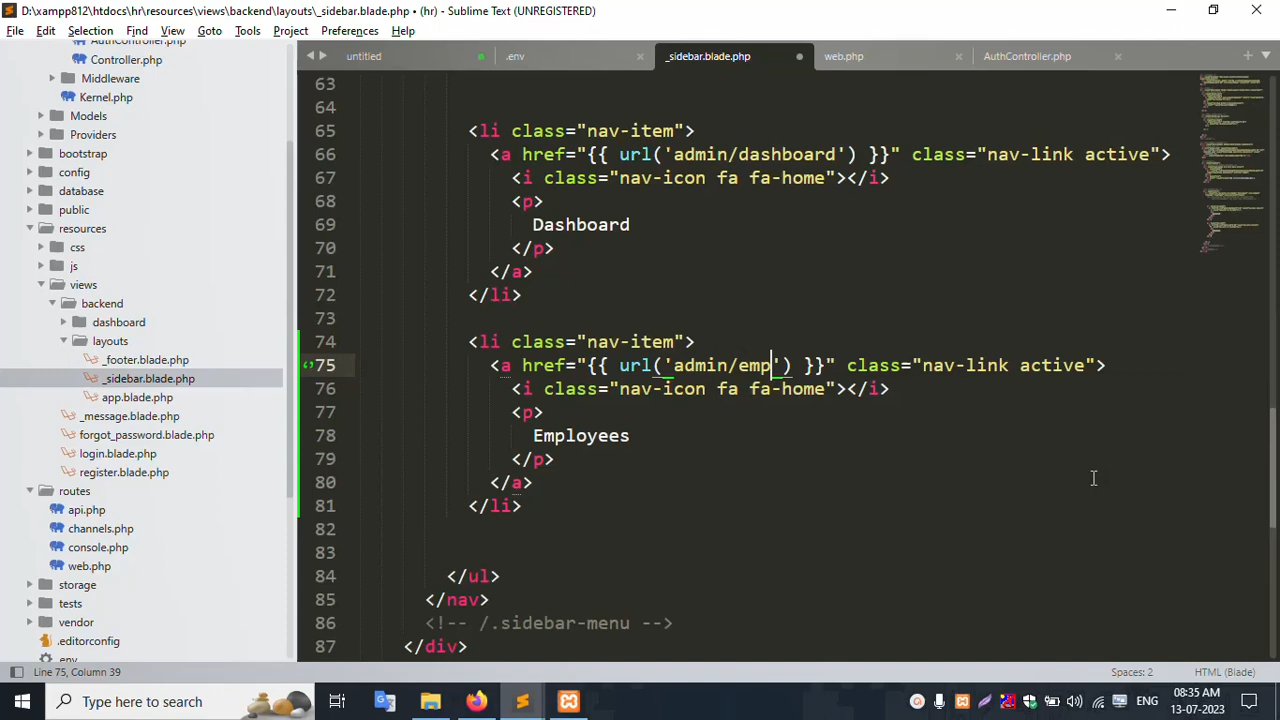 D:\xampp812\htdocs\hr\resources\views\backend\layouts\_sidebar.blade.php • (hr) - Sublime Text (UNREGISTERED)
File Edit Selection Find View Goto Tools Project Preferences Help
AuthController.php
Controller.php
Middleware
Kernel.php
Models
Providers
bootstrap
config
database
public
resources
css
js
views
backend
dashboard
layouts
_footer.blade.php
_sidebar.blade.php
app.blade.php
_message.blade.php
forgot_password.blade.php
login.blade.php
register.blade.php
routes
api.php
channels.php
console.php
web.php
storage
tests
vendor
.editorconfig
.env
untitled .env _sidebar.blade.php web.php AuthController.php
63
64
65 <li class="nav-item">
66 <a href="{{ url('admin/dashboard') }}" class="nav-link active">
67 <i class="nav-icon fa fa-home"></i>
68 <p>
69 Dashboard
70 </p>
71 </a>
72 </li>
73
74 <li class="nav-item">
75 <a href="{{ url('admin/emp') }}" class="nav-link active">
76 <i class="nav-icon fa fa-home"></i>
77 <p>
78 Employees
79 </p>
80 </a>
81 </li>
82
83
84 </ul>
85 </nav>
86 <!-- /.sidebar-menu -->
87 </div>
Line 75, Column 39 Spaces: 2 HTML (Blade)
Type here to search ENG 08:35 AM
13-07-2023